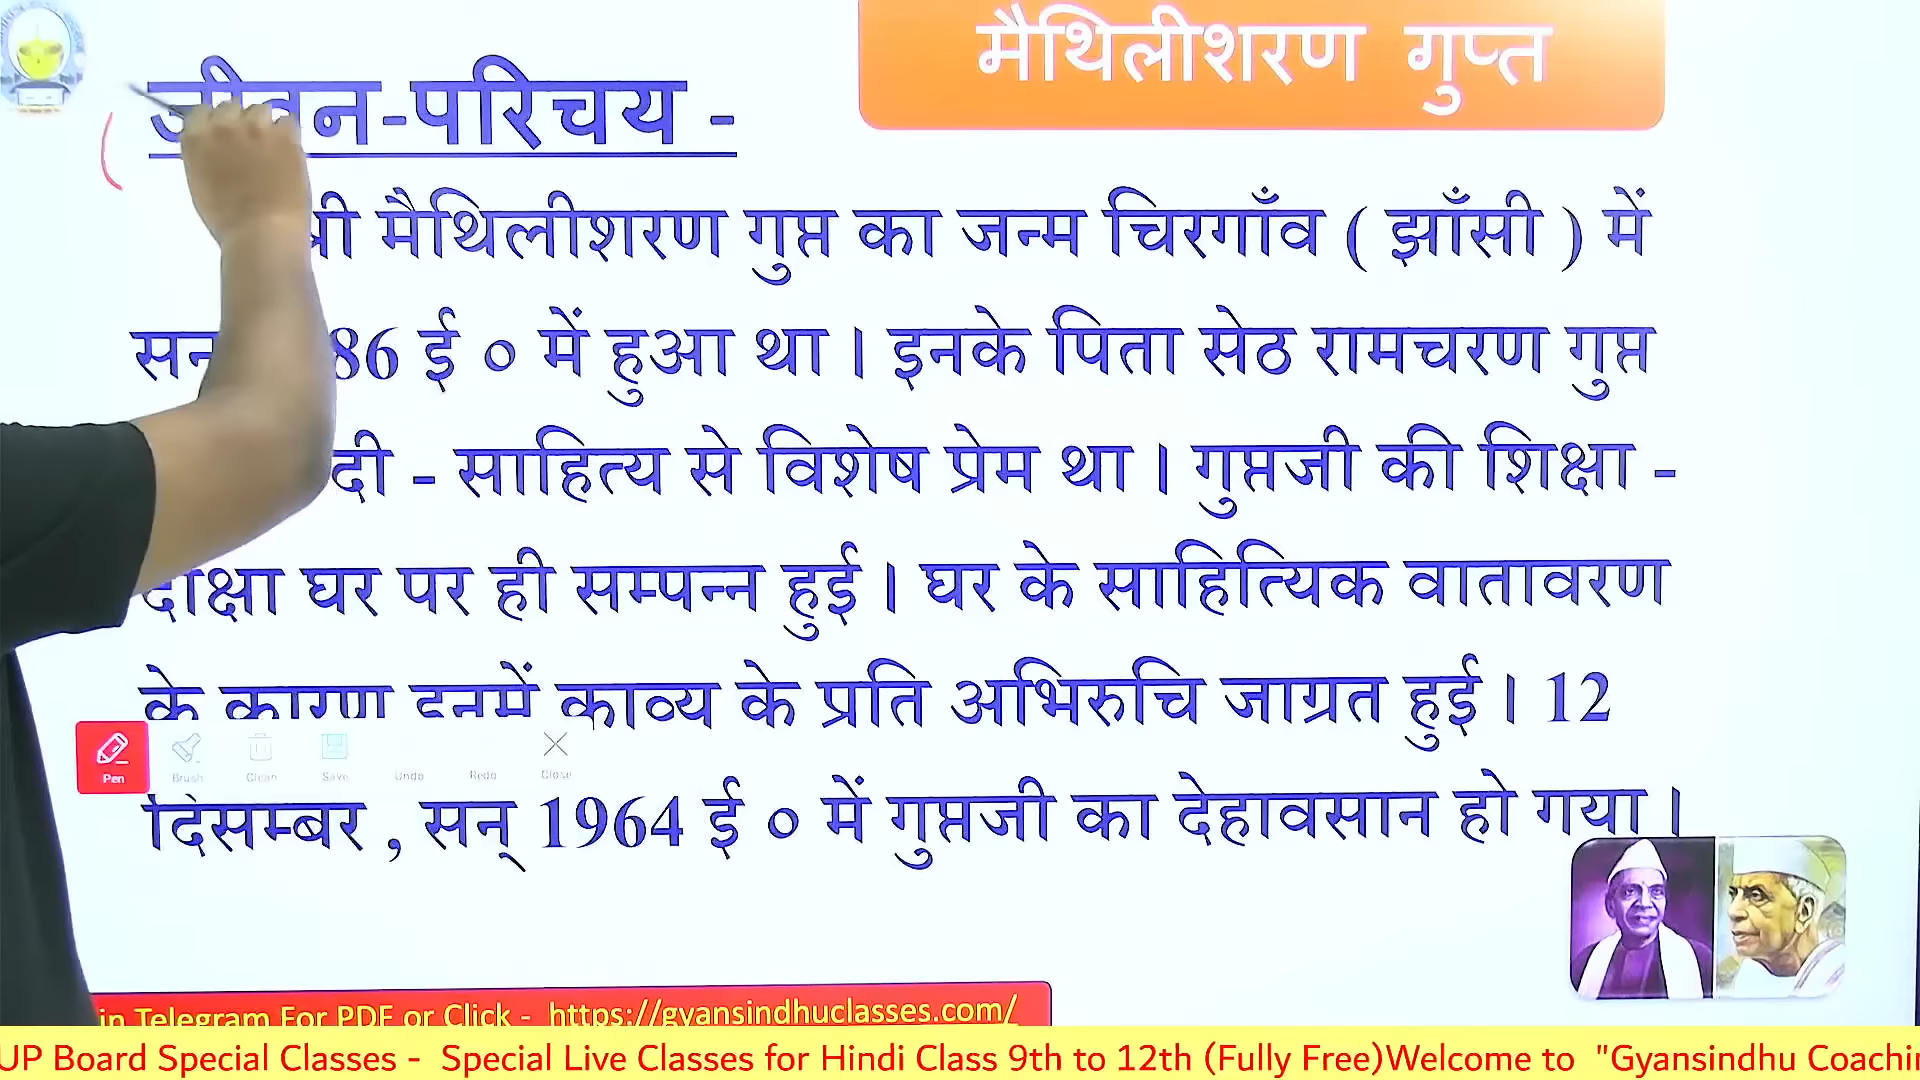 मैथिलीशरण गुप्त
जीवन-परिचय -
श्री मैथिलीशरण गुप्त का जन्म चिरगाँव ( झाँसी ) में
86 ई ० में हुआ था । इनके पिता सेठ रामचरण गुप्त
दी - साहित्य से विशेष प्रेम था । गुप्तजी की शिक्षा -
दीक्षा घर पर ही सम्पन्न हुई । घर के साहित्यिक वातावरण
के कारण इनमें काव्य के प्रति अभिरुचि जाग्रत हुई । 12
Pen Brush Clean Save Undo Redo Close
दिसम्बर , सन् 1964 ई ० में गुप्तजी का देहावसान हो गया ।
in Telegram For PDF or Click - https://gyansindhuclasses.com/
UP Board Special Classes - Special Live Classes for Hindi Class 9th to 12th (Fully Free)Welcome to "Gyansindhu Coachin